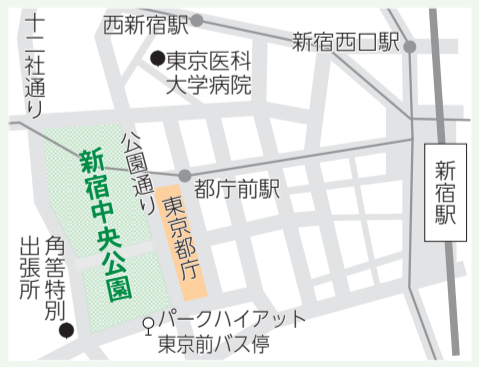 西新宿駅
新宿西口駅
十二社通り
東京医科
大学病院
公園通り
新宿中央公園
都庁前駅
東京都庁
新宿駅
角筈特別
出張所
パークハイアット
東京前バス停